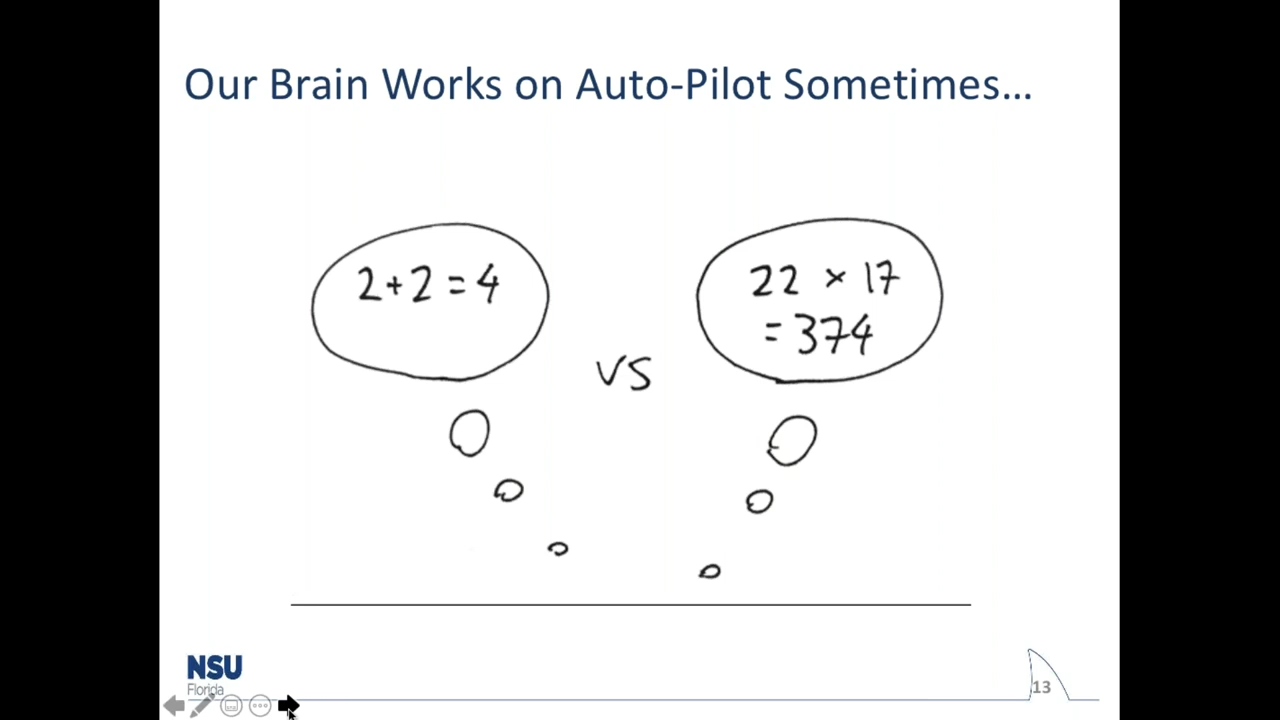 Our Brain Works on Auto-Pilot Sometimes...
2+2=4
22 × 17
= 374
vs
NSU
Florida
13